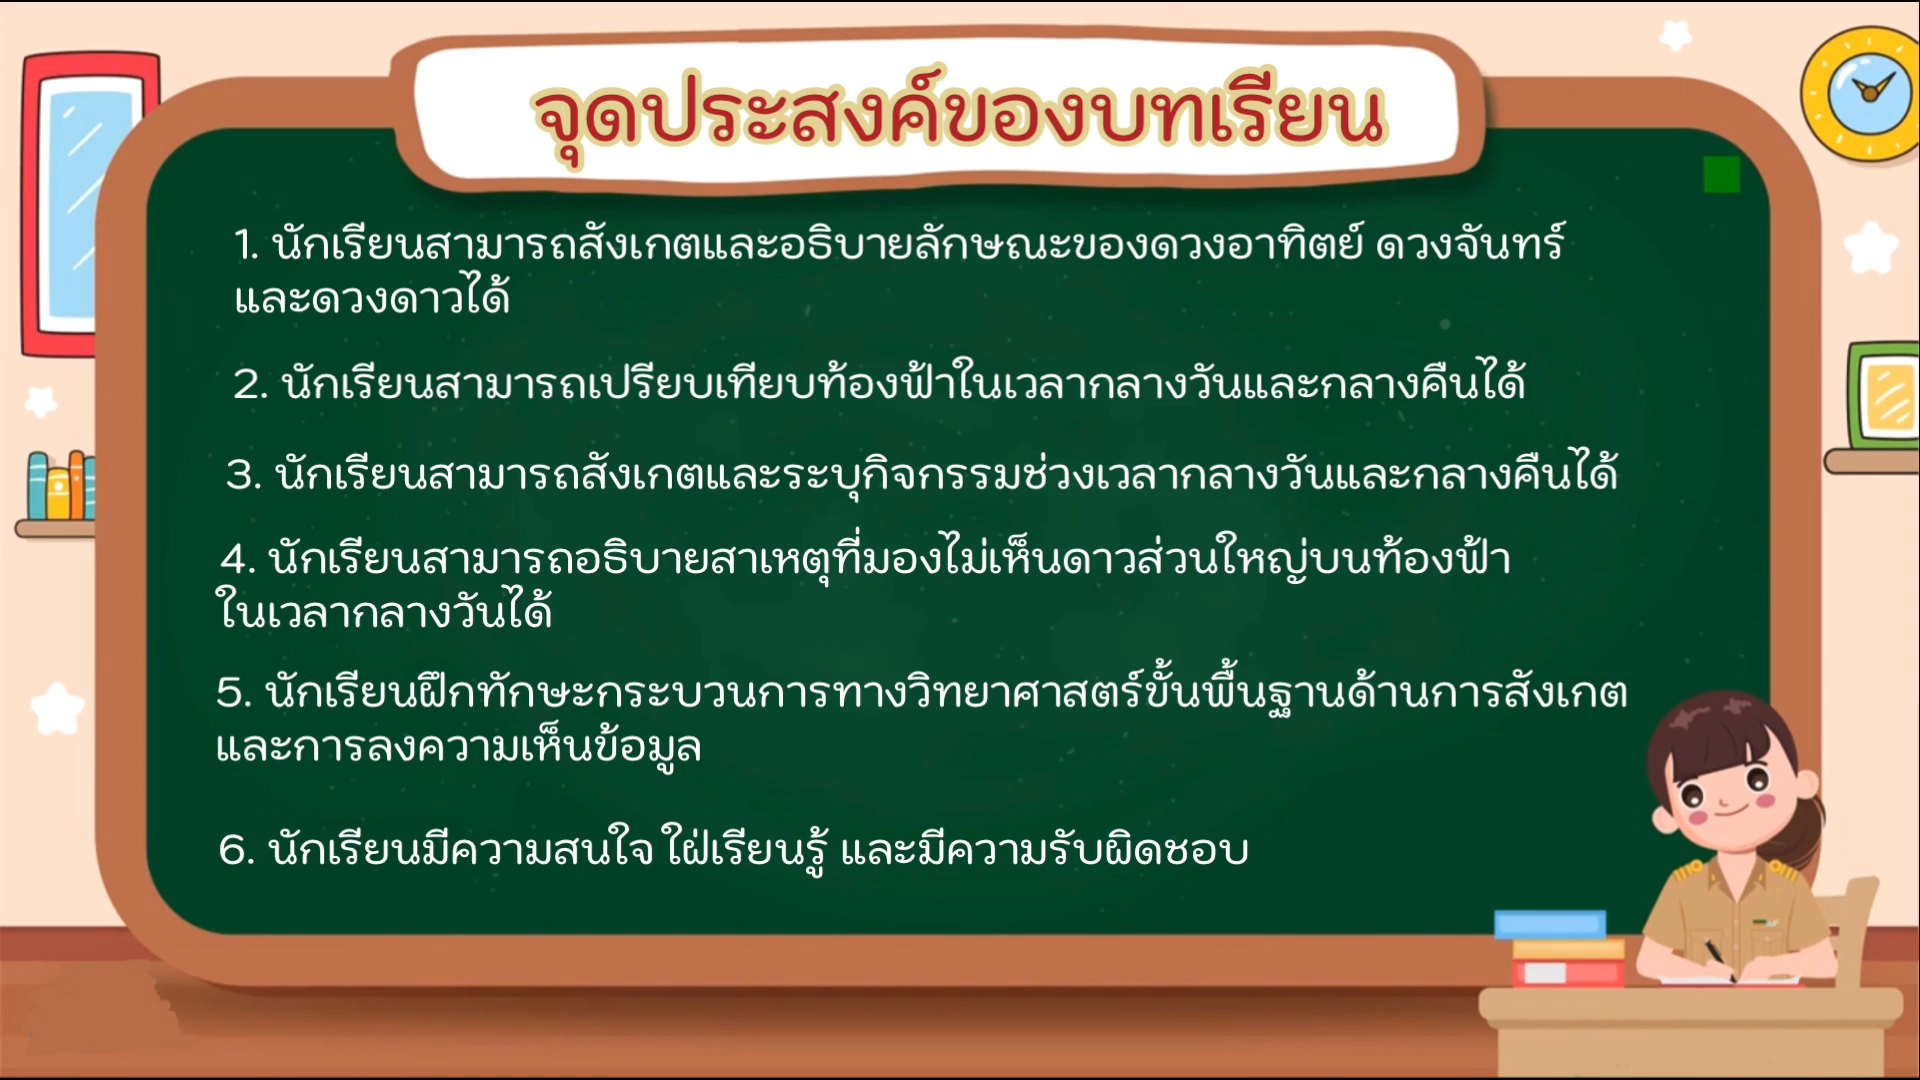 จุดประสงค์ของบทเรียน
1. นักเรียนสามารถสังเกตและอธิบายลักษณะของดวงอาทิตย์ ดวงจันทร์
และดวงดาวได้
2. นักเรียนสามารถเปรียบเทียบท้องฟ้าในเวลากลางวันและกลางคืนได้
3. นักเรียนสามารถสังเกตและระบุกิจกรรมช่วงเวลากลางวันและกลางคืนได้
4. นักเรียนสามารถอธิบายสาเหตุที่มองไม่เห็นดาวส่วนใหญ่บนท้องฟ้า
ในเวลากลางวันได้
5. นักเรียนฝึกทักษะกระบวนการทางวิทยาศาสตร์ขั้นพื้นฐานด้านการสังเกต
และการลงความเห็นข้อมูล
6. นักเรียนมีความสนใจ ใฝ่เรียนรู้ และมีความรับผิดชอบ